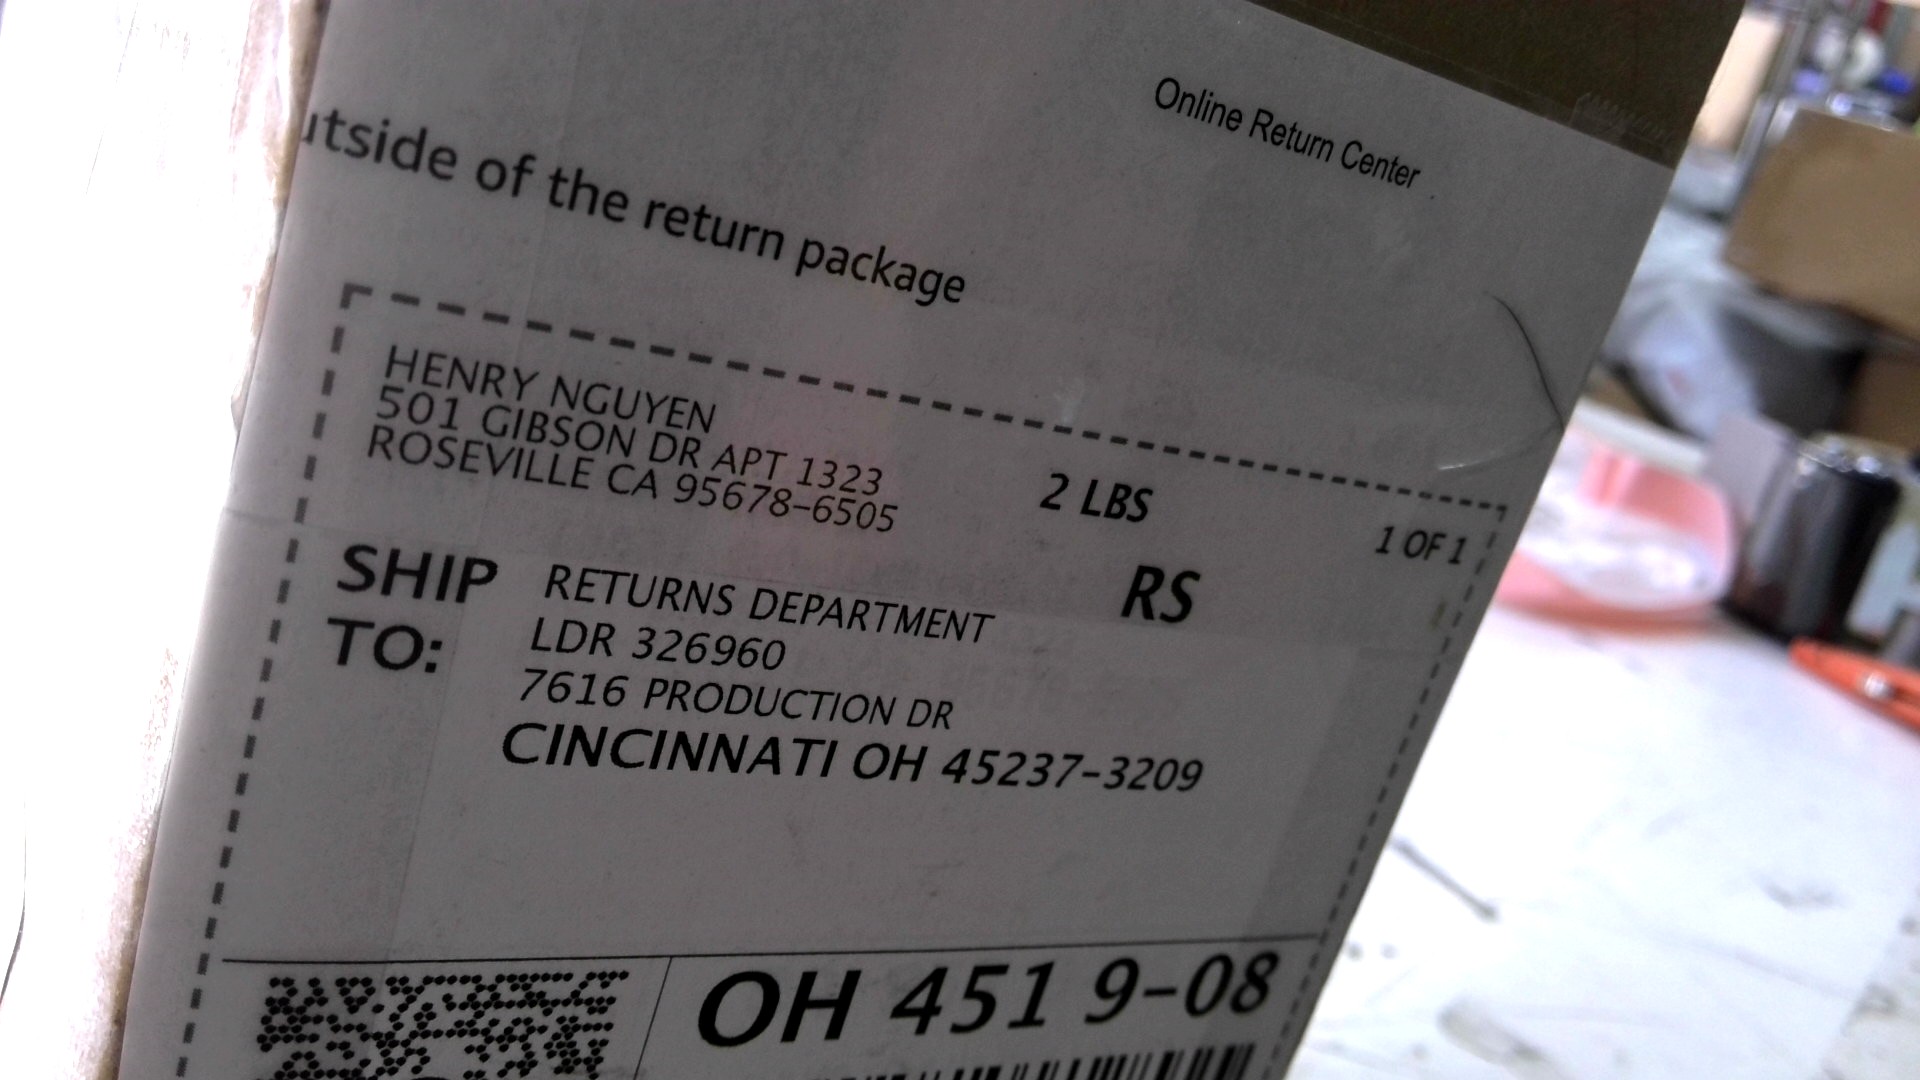 Online Return Center
utside of the return package
HENRY NGUYEN
501 GIBSON DR APT 1323
ROSEVILLE CA 95678-6505
2 LBS
1 OF 1
RS
SHIP TO:
RETURNS DEPARTMENT
LDR 326960
7616 PRODUCTION DR
CINCINNATI OH 45237-3209
OH 451 9-08